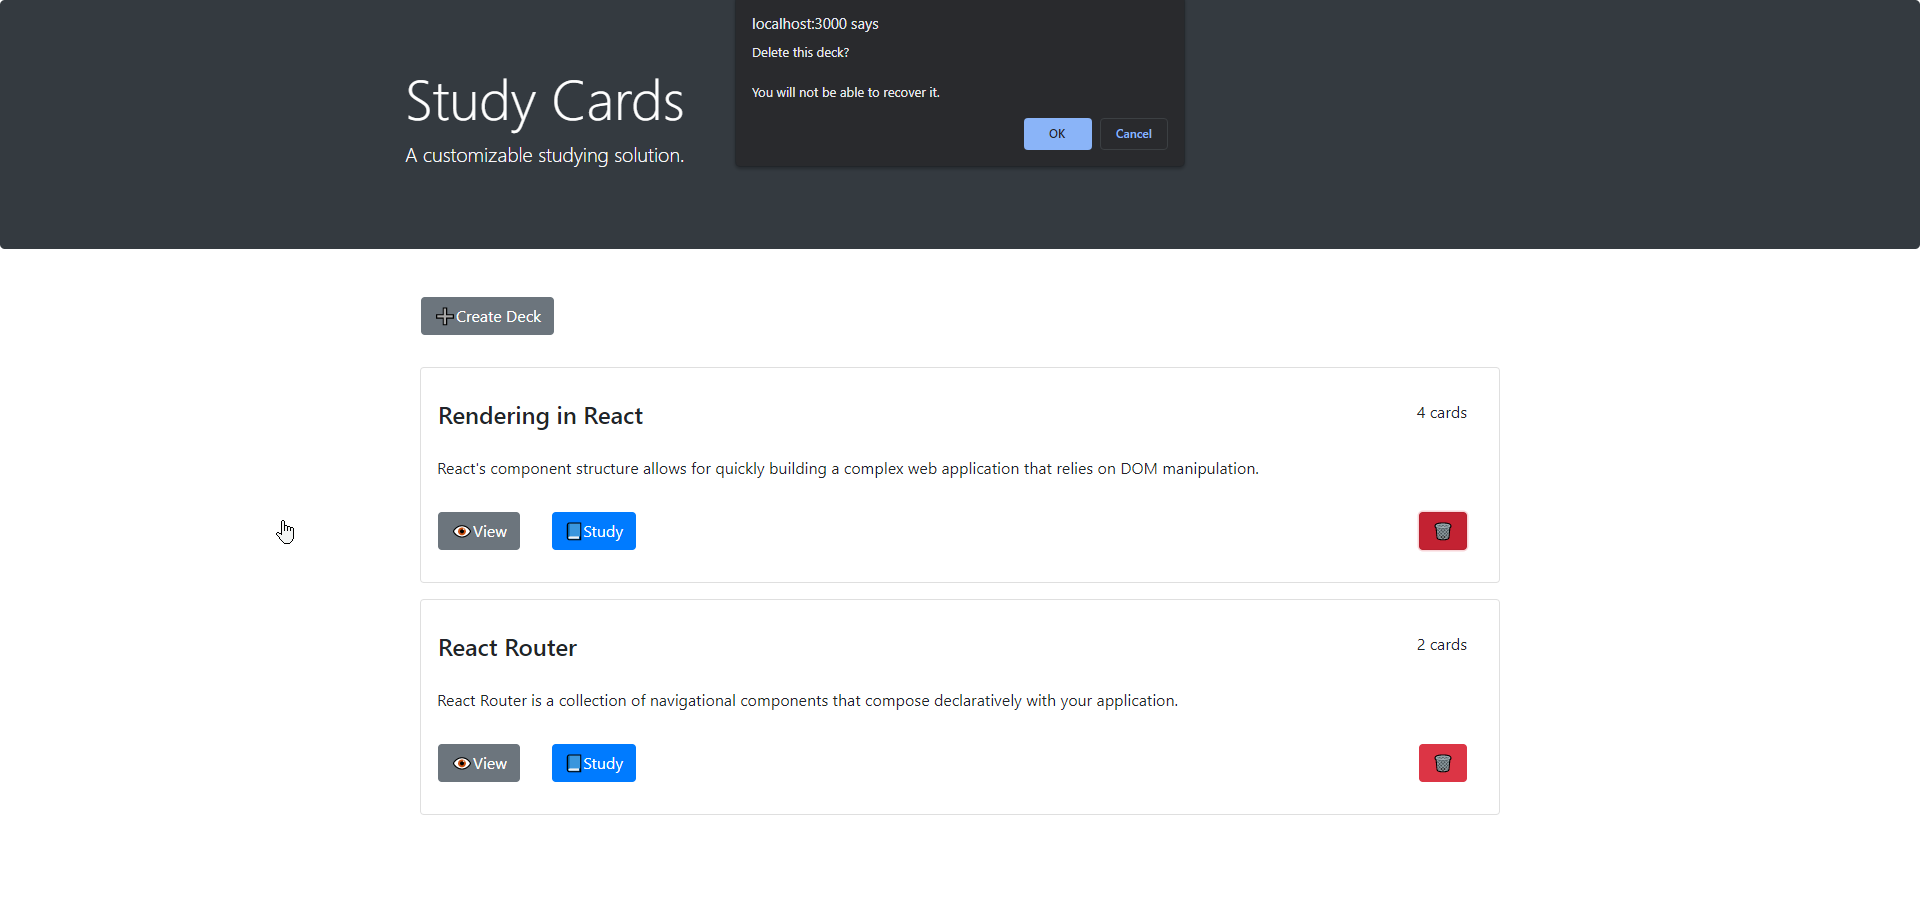 localhost:3000 says
Delete this deck?
You will not be able to recover it.
OK Cancel
Study Cards
A customizable studying solution.
Create Deck
Rendering in React 4 cards
React's component structure allows for quickly building a complex web application that relies on DOM manipulation.
View Study
React Router 2 cards
React Router is a collection of navigational components that compose declaratively with your application.
View Study